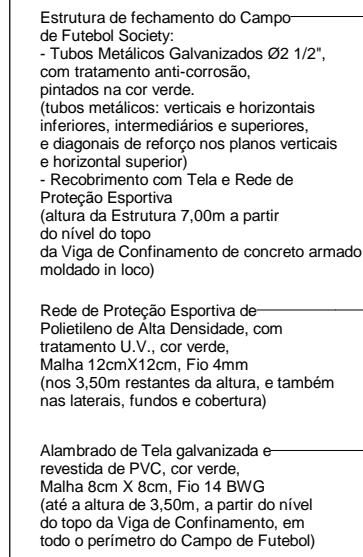 Estrutura de fechamento do Campo
de Futebol Society:
- Tubos Metálicos Galvanizados Ø2 1/2",
com tratamento anti-corrosão,
pintados na cor verde.
(tubos metálicos: verticais e horizontais
inferiores, intermediários e superiores,
e diagonais de reforço nos planos verticais
e horizontal superior)
- Recobrimento com Tela e Rede de
Proteção Esportiva
(altura da Estrutura 7,00m a partir
do nível do topo
da Viga de Confinamento de concreto armado
moldado in loco)
Rede de Proteção Esportiva de
Polietileno de Alta Densidade, com
tratamento U.V., cor verde,
Malha 12cmX12cm, Fio 4mm
(nos 3,50m restantes da altura, e também
nas laterais, fundos e cobertura)
Alambrado de Tela galvanizada e
revestida de PVC, cor verde,
Malha 8cm X 8cm, Fio 14 BWG
(até a altura de 3,50m, a partir do nível
do topo da Viga de Confinamento, em
todo o perímetro do Campo de Futebol)